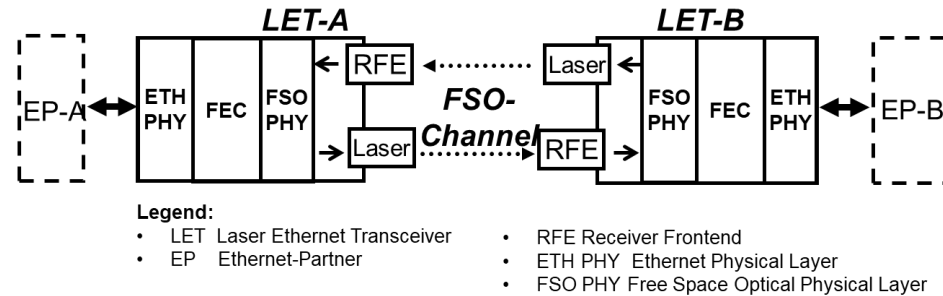 LET-A
LET-B
EP-A
ETH PHY
FEC
FSO PHY
RFE
Laser
FSO-
Channel
Laser
RFE
FSO PHY
FEC
ETH PHY
EP-B
Legend:
• LET Laser Ethernet Transceiver
• EP Ethernet-Partner
• RFE Receiver Frontend
• ETH PHY Ethernet Physical Layer
• FSO PHY Free Space Optical Physical Layer